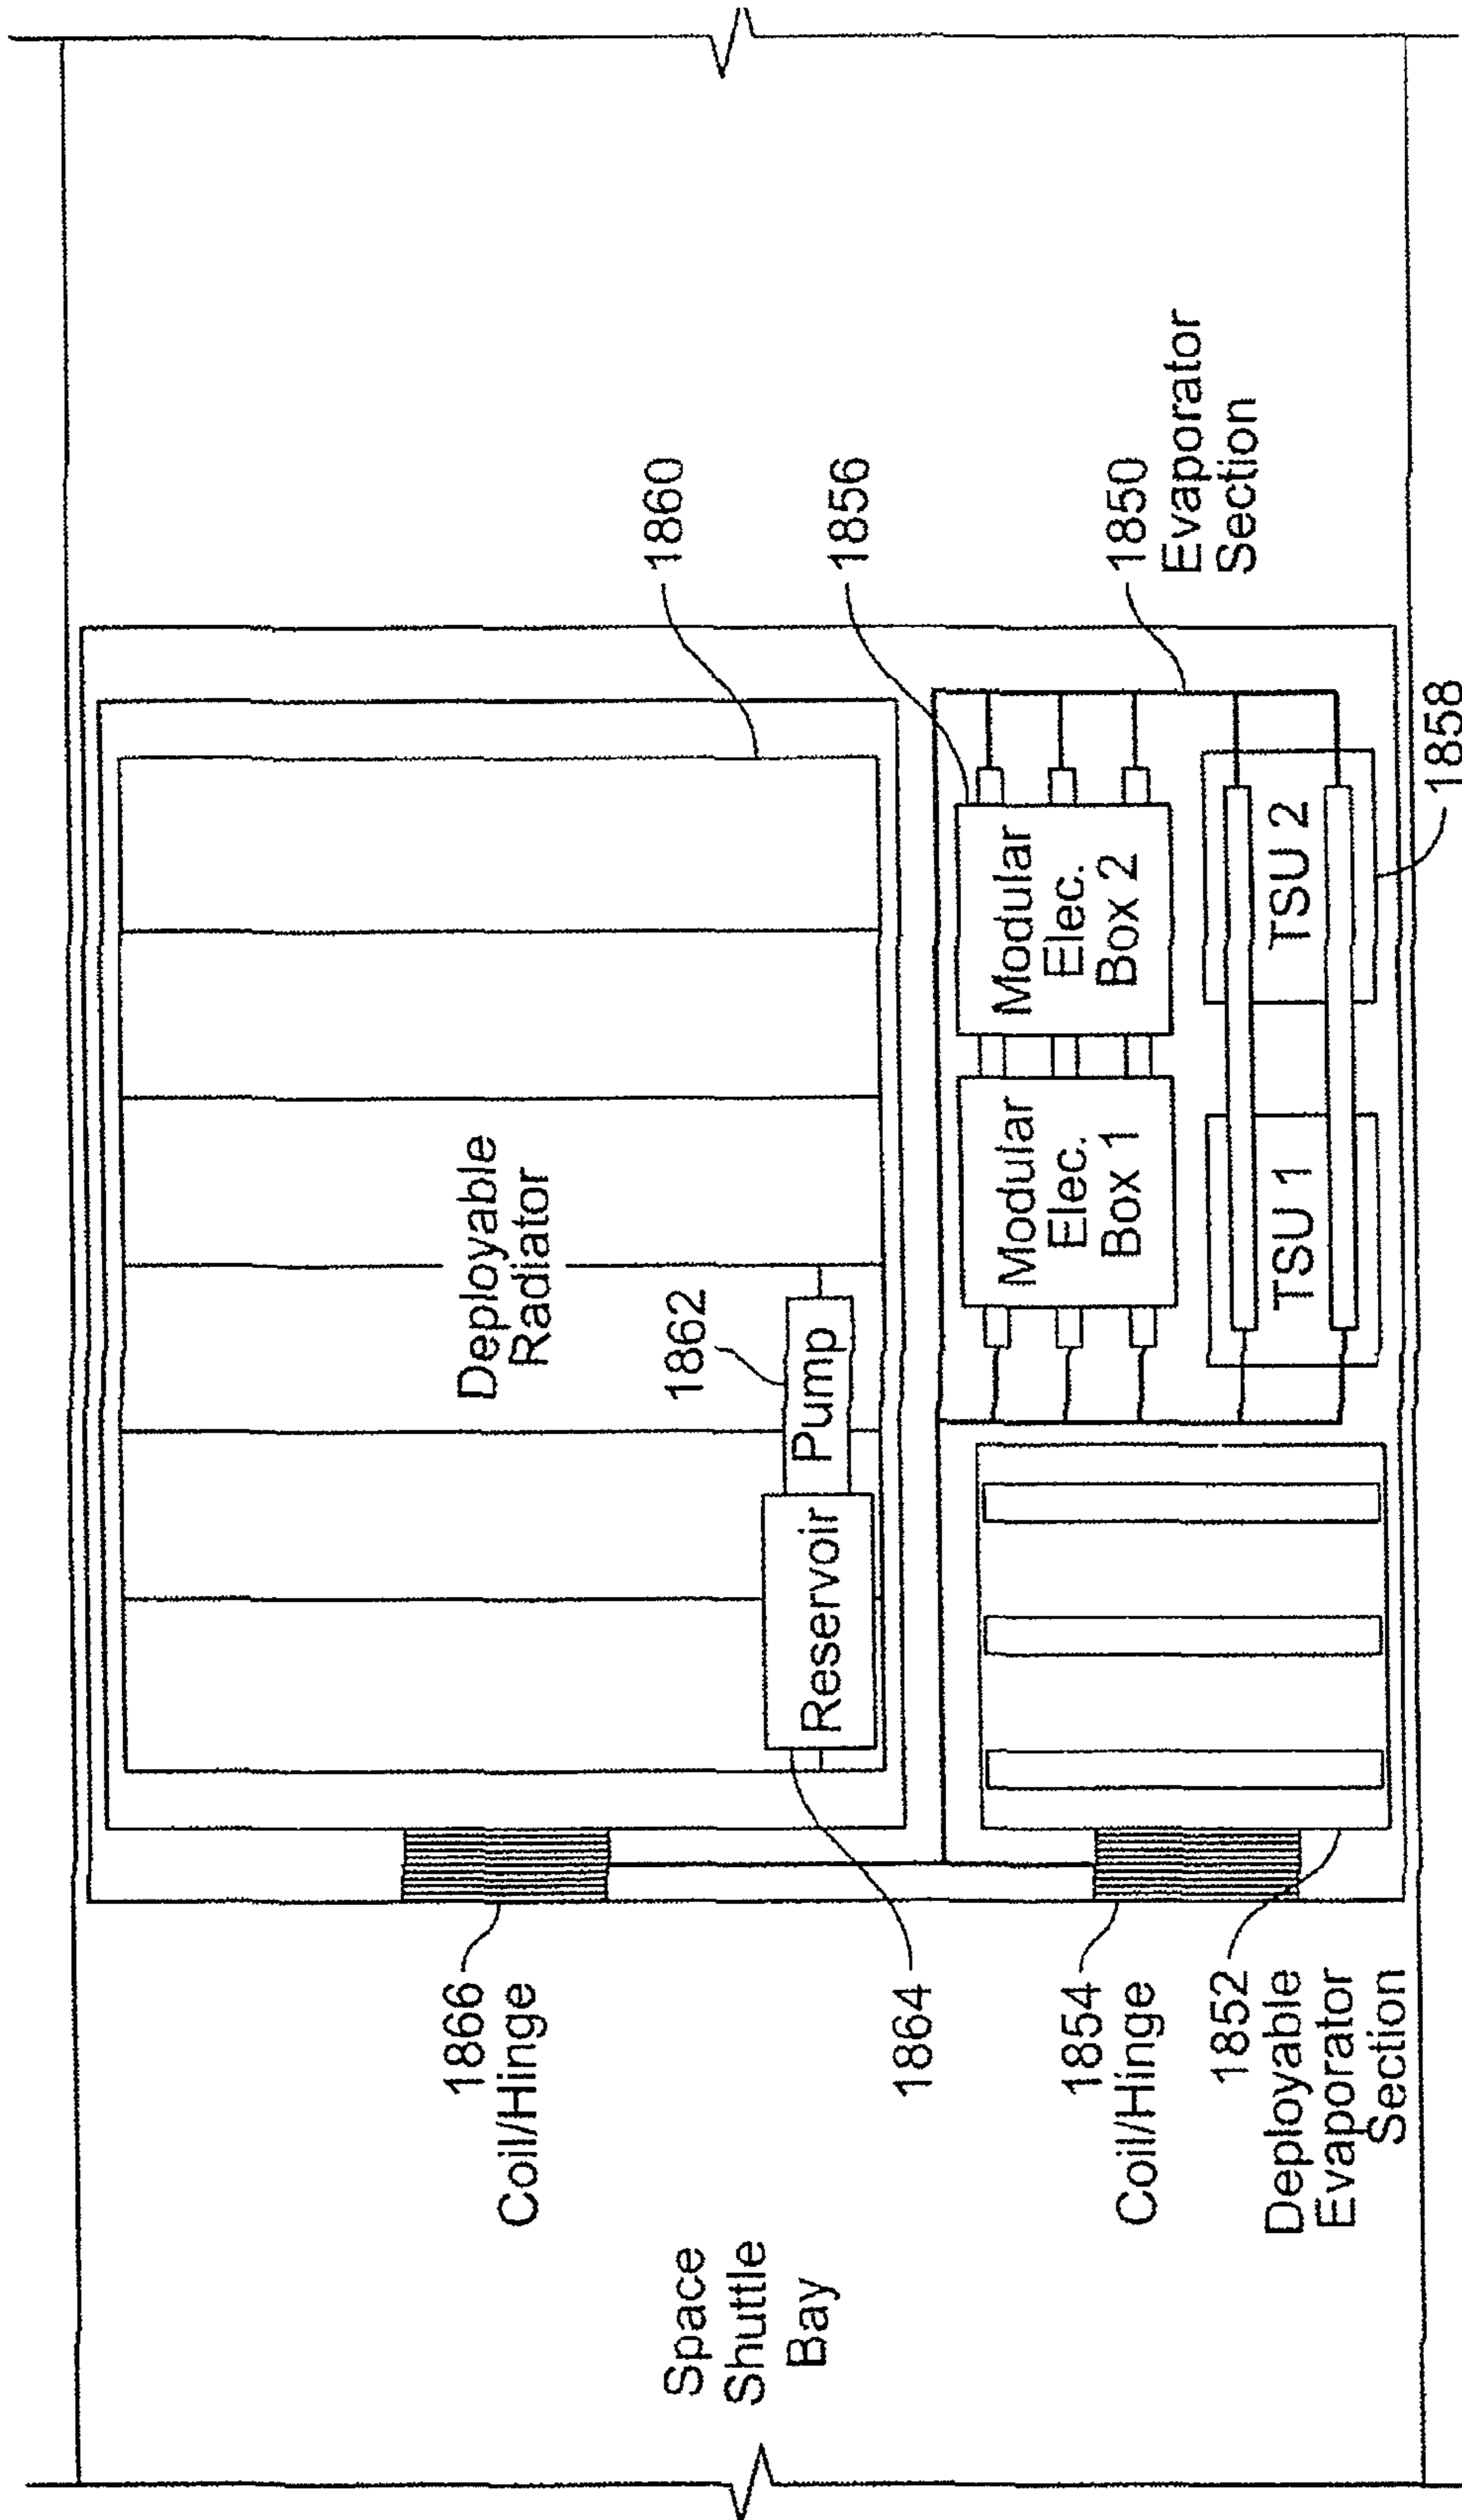 Space
Shuttle
Bay
1866
Coil/Hinge
1864
1854
Coil/Hinge
1852
Deployable
Evaporator
Section
Deployable
Radiator
1862
Reservoir
Pump
Modular
Elec.
Box 1
Modular
Elec.
Box 2
TSU 1
TSU 2
1860
1856
1850
Evaporator
Section
1858